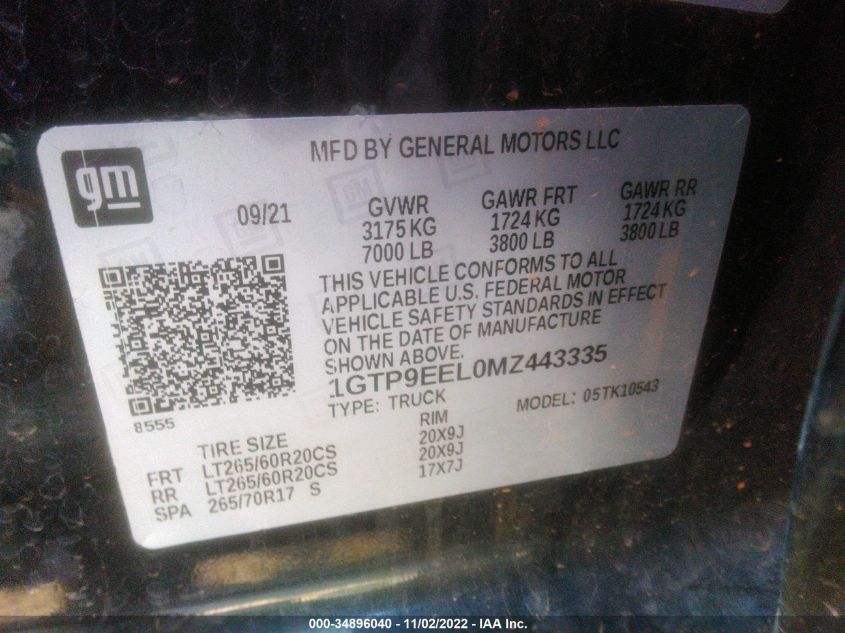 gm
MFD BY GENERAL MOTORS LLC
09/21
GVWR
3175 KG
7000 LB
GAWR FRT
1724 KG
3800 LB
GAWR RR
1724 KG
3800 LB
THIS VEHICLE CONFORMS TO ALL
APPLICABLE U.S. FEDERAL MOTOR
VEHICLE SAFETY STANDARDS IN EFFECT
ON THE DATE OF MANUFACTURE
SHOWN ABOVE.
1GTP9EEL0MZ443335
TYPE: TRUCK
MODEL: 05TK10543
8555
TIRE SIZE RIM
FRT LT265/60R20CS 20X9J
RR LT265/60R20CS 20X9J
SPA 265/70R17 S 17X7J
000-34896040 - 11/02/2022 - IAA Inc.